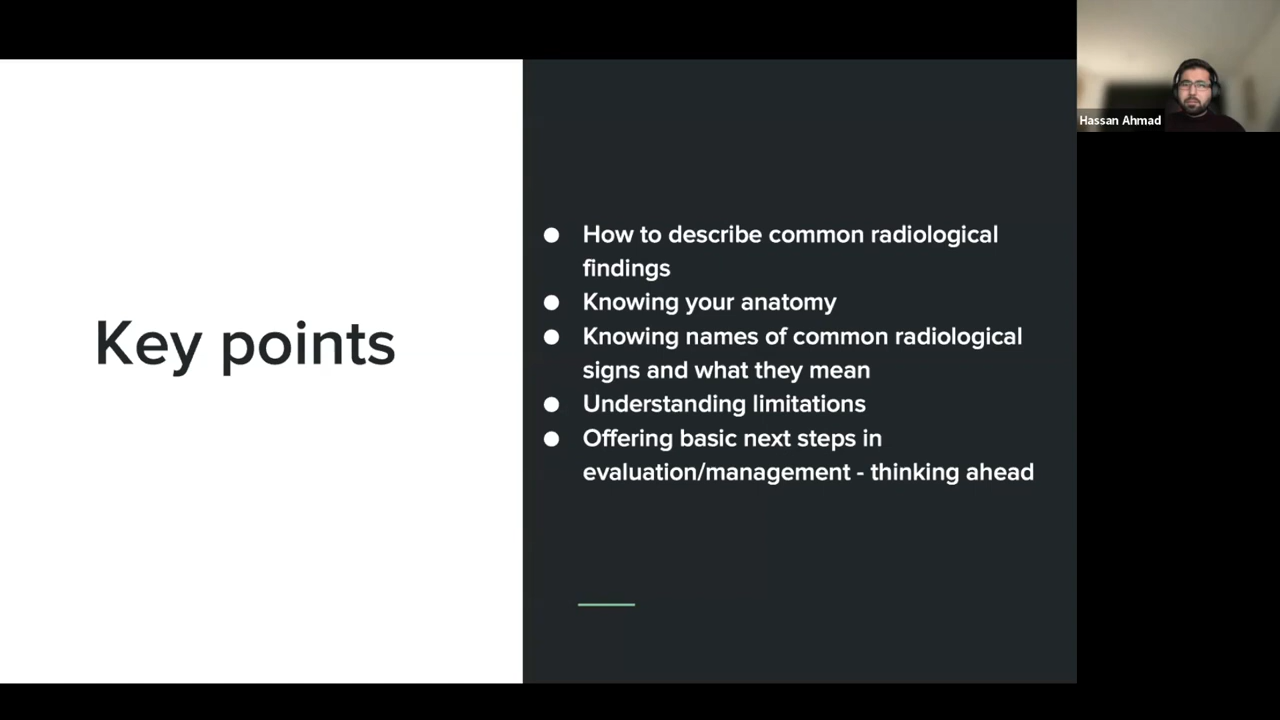 Hassan Ahmad
Key points
● How to describe common radiological
findings
● Knowing your anatomy
● Knowing names of common radiological
signs and what they mean
● Understanding limitations
● Offering basic next steps in
evaluation/management - thinking ahead